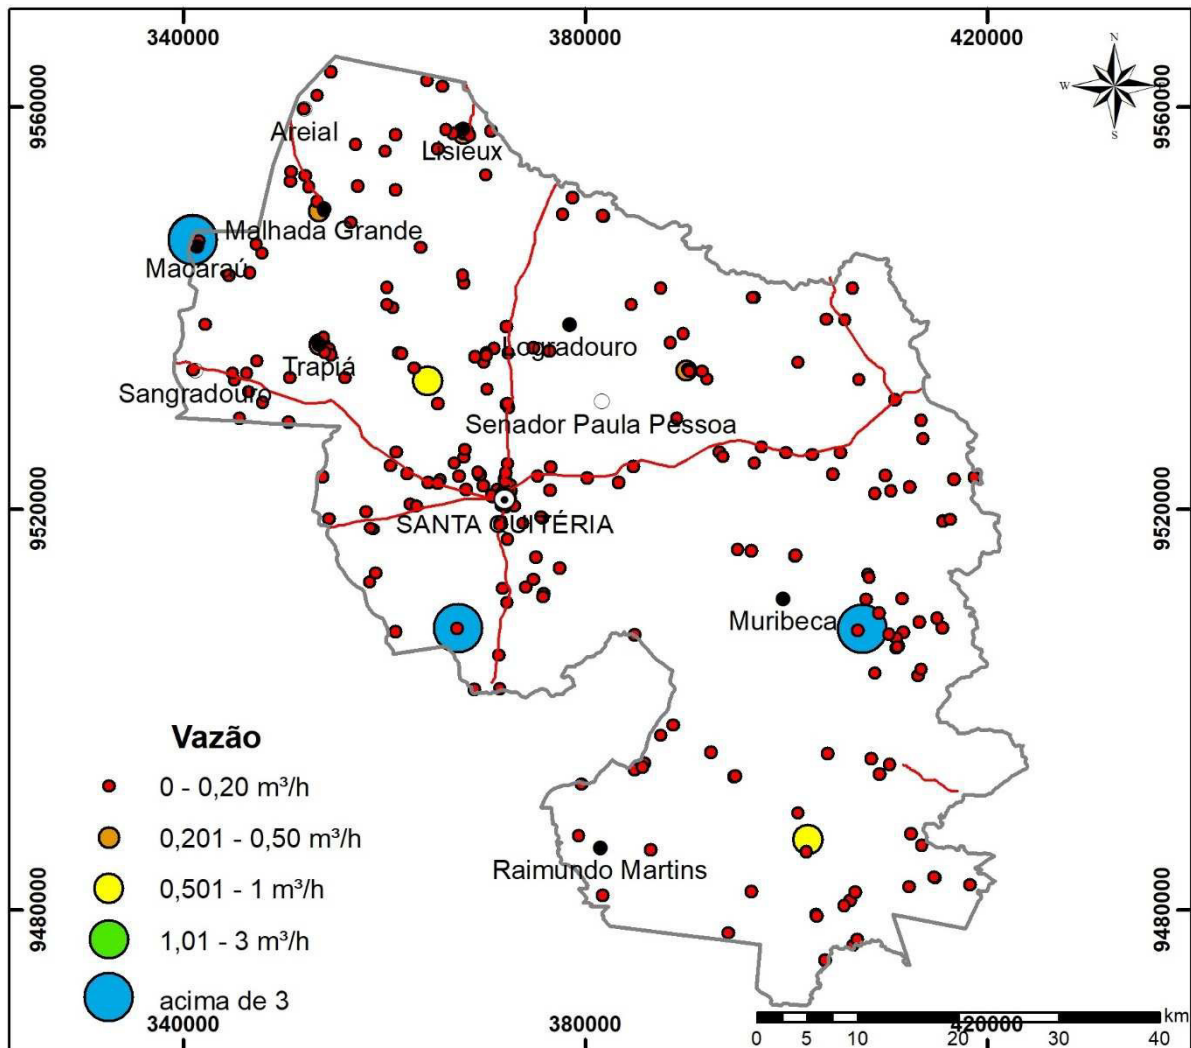 340000 380000 420000
N
W E
S
9560000 9560000
Areial
Lisieux
Malhada Grande
Macaraú
Logradouro
Trapiá
Sangradouro
Senador Paula Pessoa
9520000 9520000
SANTA QUITÉRIA
Muribeca
Vazão
0 - 0,20 m³/h
0,201 - 0,50 m³/h
0,501 - 1 m³/h
1,01 - 3 m³/h
acima de 3
Raimundo Martins
9480000 9480000
km
340000 380000 420000
0 5 10 20 30 40